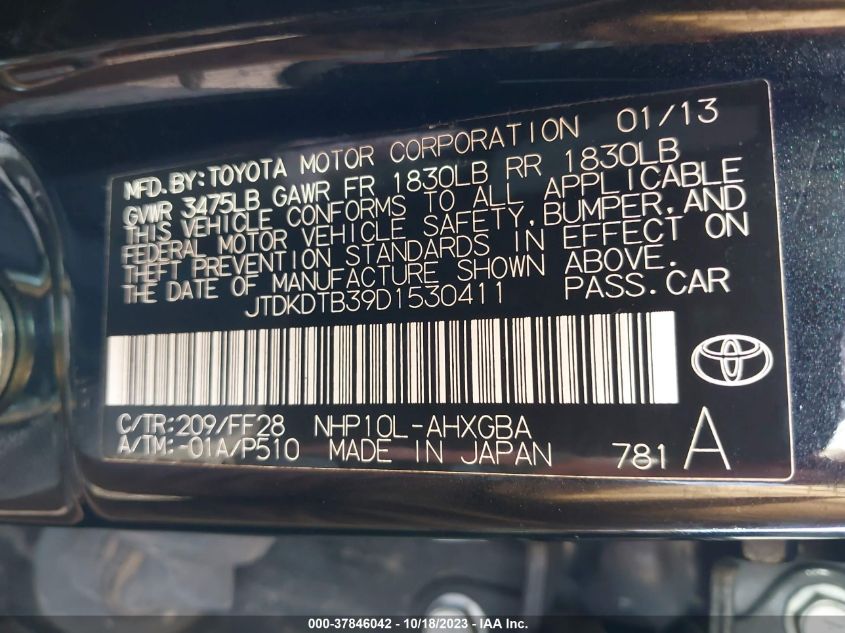 MFD. BY: TOYOTA MOTOR CORPORATION 01/13
GVWR 3475LB GAWR FR 1830LB RR 1830LB
THIS VEHICLE CONFORMS TO ALL APPLICABLE
FEDERAL MOTOR VEHICLE SAFETY, BUMPER, AND
THEFT PREVENTION STANDARDS IN EFFECT ON
THE DATE OF MANUFACTURE SHOWN ABOVE.
JTDKDTB39D1530411 PASS. CAR
C/TR: 209/FF28 NHP10L-AHXGBA
A/TM: -01A/P510 MADE IN JAPAN 781 A
000-37846042 - 10/18/2023 - IAA Inc.